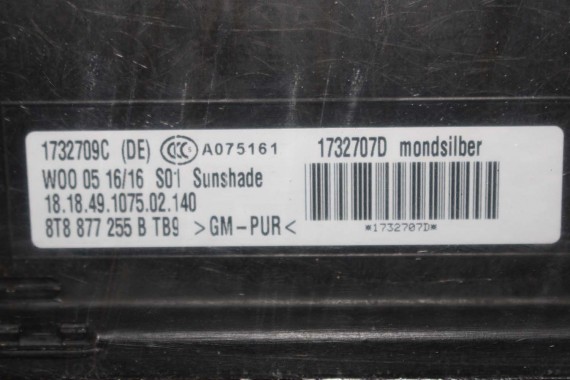 1732709C (DE) CCC A075161
W00 05 16/16 S01 Sunshade
18.18.49.1075.02.140
8T8 877 255 B TB9 >GM-PUR<
1732707D mondsilber
*1732707D*